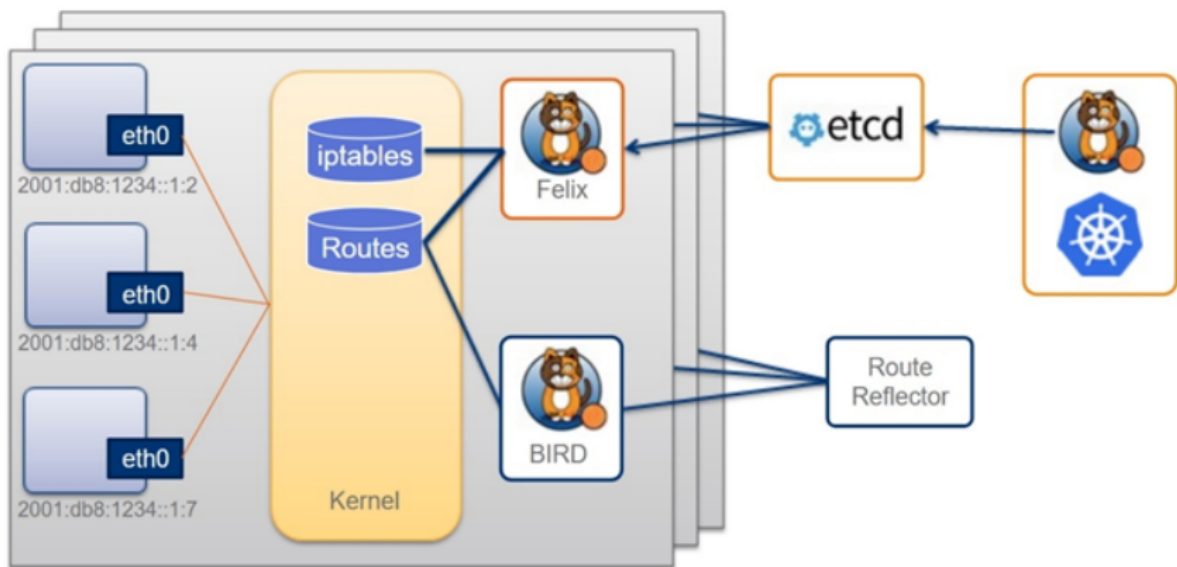 eth0
2001:db8:1234::1:2
eth0
2001:db8:1234::1:4
eth0
2001:db8:1234::1:7
iptables
Routes
Kernel
Felix
BIRD
etcd
Route
Reflector